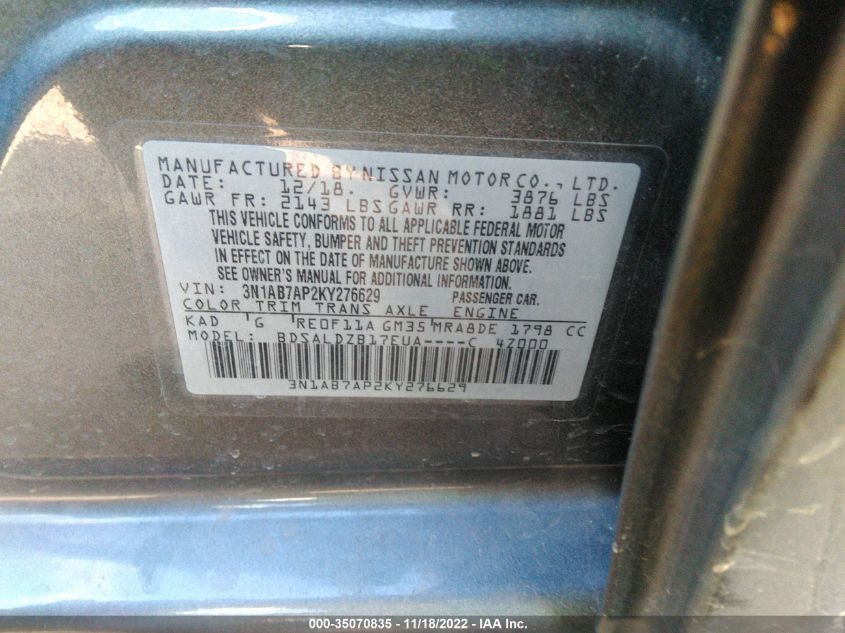 MANUFACTURED BY NISSAN MOTOR CO., LTD.
DATE: 12/18. GVWR: 3876 LBS
GAWR FR: 2143 LBS GAWR RR: 1881 LBS
THIS VEHICLE CONFORMS TO ALL APPLICABLE FEDERAL MOTOR
VEHICLE SAFETY, BUMPER AND THEFT PREVENTION STANDARDS
IN EFFECT ON THE DATE OF MANUFACTURE SHOWN ABOVE.
SEE OWNER'S MANUAL FOR ADDITIONAL INFORMATION.
VIN: 3N1AB7AP2KY276629 PASSENGER CAR.
COLOR TRIM TRANS AXLE ENGINE
KAD G RE0F11A GM35 MRA8DE 1798 CC
MODEL: BDSALDZB17EUA----C 4Z000
3N1AB7AP2KY276629
000-35070835 - 11/18/2022 - IAA Inc.